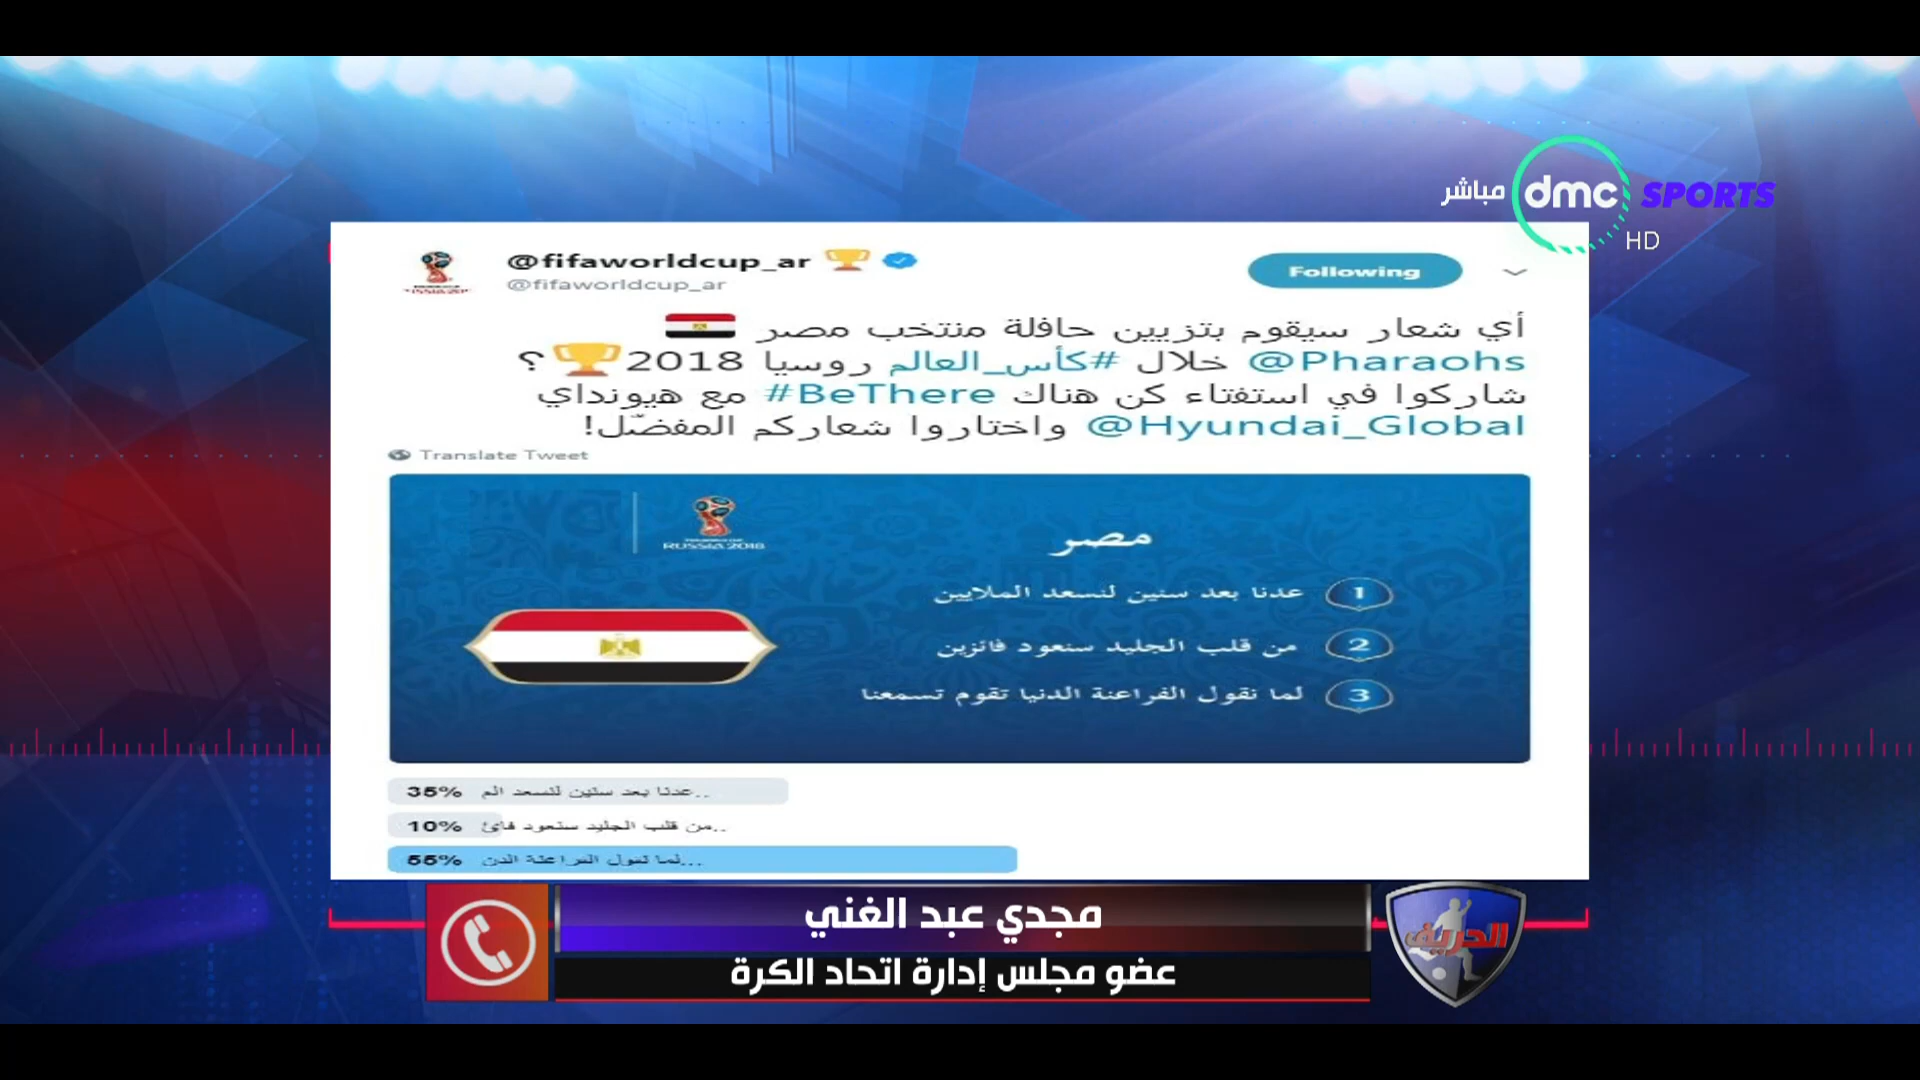 مباشر dmc SPORTS
HD
@fifaworldcup_ar
@fifaworldcup_ar
Following
أي شعار سيقوم بتزيين حافلة منتخب مصر
@Pharaohs خلال #كأس_العالم روسيا 2018 ؟
شاركوا في استفتاء كن هناك #BeThere مع هيونداي
@Hyundai_Global واختاروا شعاركم المفضّل!
Translate Tweet
RUSSIA 2018
مصر
1 عدنا بعد سنين لنسعد الملايين
2 من قلب الجليد سنعود فائزين
3 لما نقول الفراعنة الدنيا تقوم تسمعنا
35% عدنا بعد سنين لنسعد الم...
10% من قلب الجليد سنعود فائ...
55% لما نقول الفراعنة الدن...
مجدي عبد الغني
عضو مجلس إدارة اتحاد الكرة
الحريف